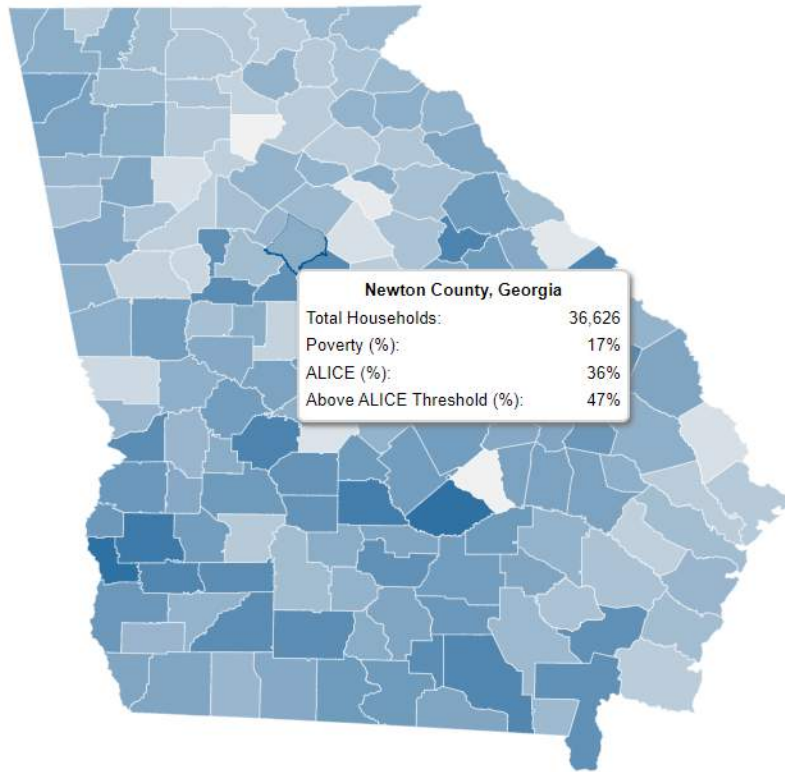 Newton County, Georgia
Total Households: 36,626
Poverty (%): 17%
ALICE (%): 36%
Above ALICE Threshold (%): 47%